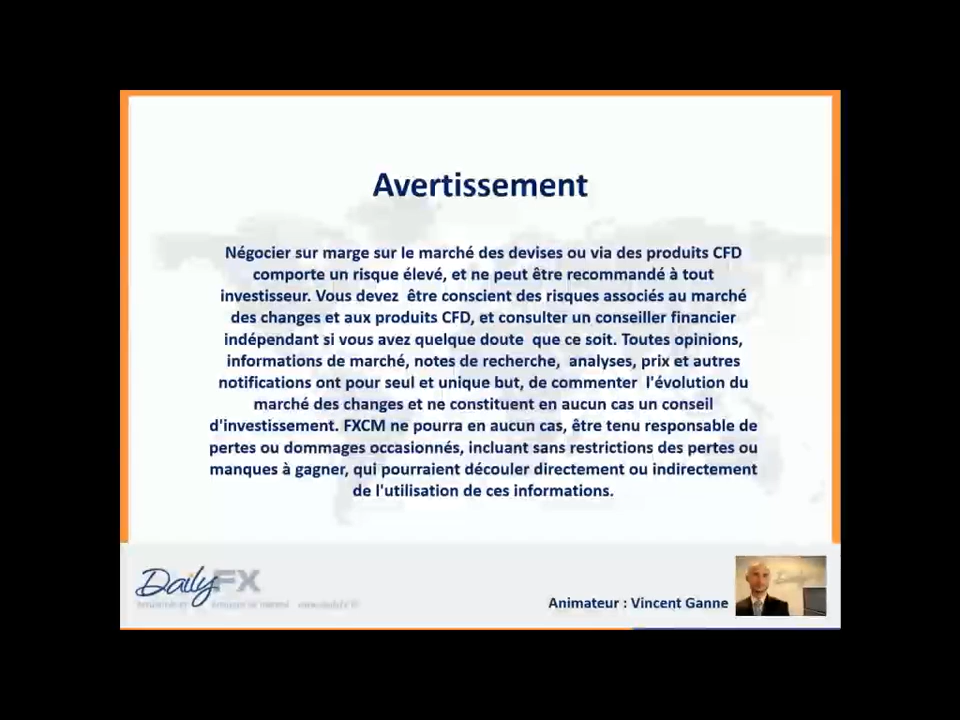 Avertissement
Négocier sur marge sur le marché des devises ou via des produits CFD
comporte un risque élevé, et ne peut être recommandé à tout
investisseur. Vous devez être conscient des risques associés au marché
des changes et aux produits CFD, et consulter un conseiller financier
indépendant si vous avez quelque doute que ce soit. Toutes opinions,
informations de marché, notes de recherche, analyses, prix et autres
notifications ont pour seul et unique but, de commenter l'évolution du
marché des changes et ne constituent en aucun cas un conseil
d'investissement. FXCM ne pourra en aucun cas, être tenu responsable de
pertes ou dommages occasionnés, incluant sans restrictions des pertes ou
manques à gagner, qui pourraient découler directement ou indirectement
de l'utilisation de ces informations.
DailyFX
Animateur : Vincent Ganne